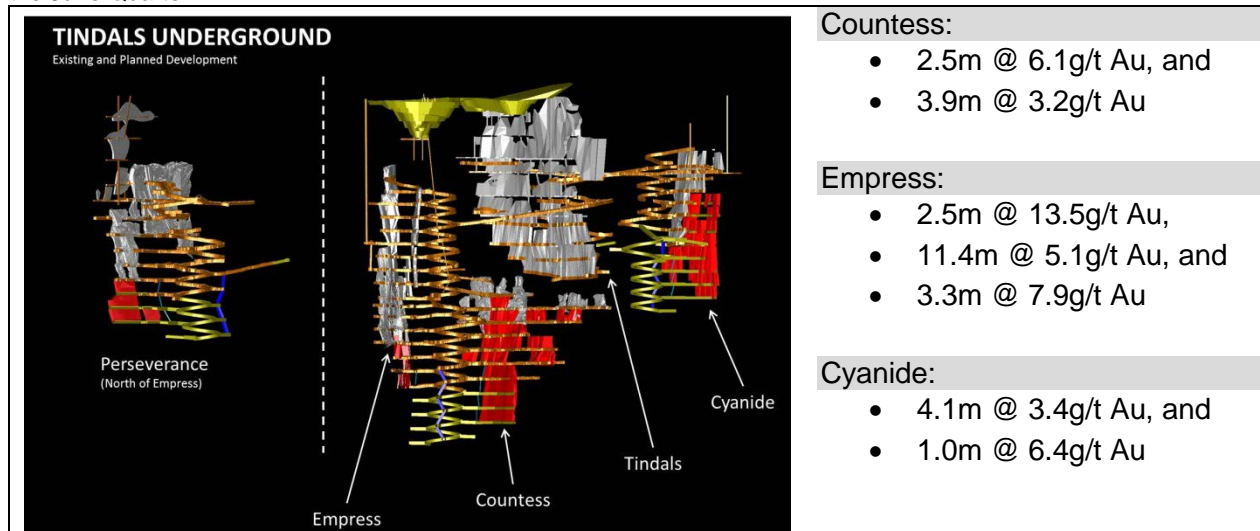 TINDALS UNDERGROUND
Existing and Planned Development
Perseverance
(North of Empress)
Empress
Countess
Tindals
Cyanide
Countess:
• 2.5m @ 6.1g/t Au, and
• 3.9m @ 3.2g/t Au
Empress:
• 2.5m @ 13.5g/t Au,
• 11.4m @ 5.1g/t Au, and
• 3.3m @ 7.9g/t Au
Cyanide:
• 4.1m @ 3.4g/t Au, and
• 1.0m @ 6.4g/t Au